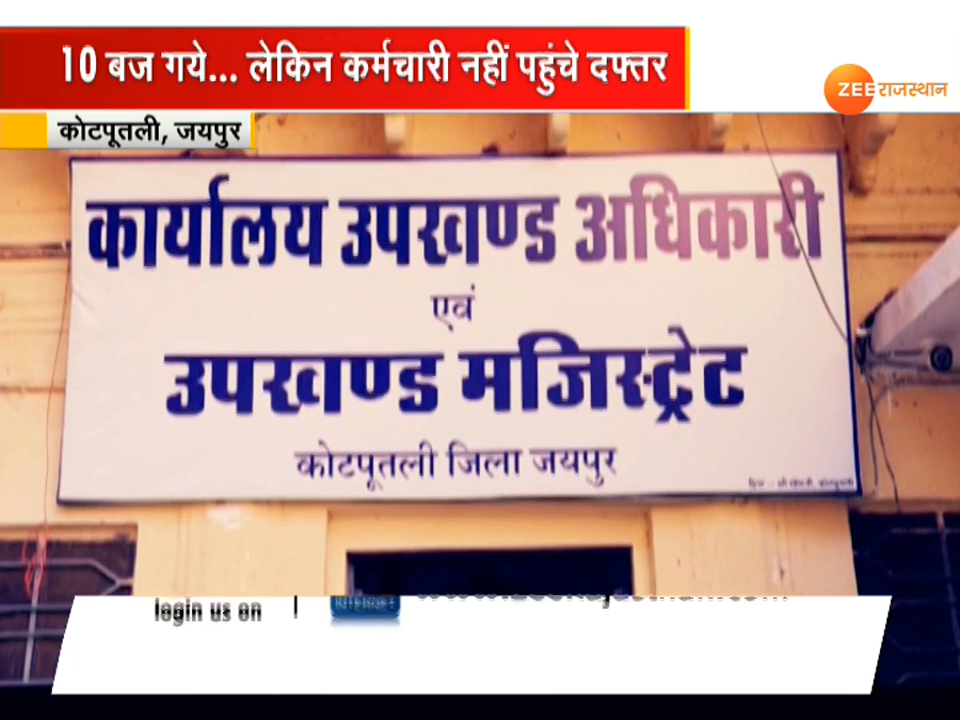 10 बज गये... लेकिन कर्मचारी नहीं पहुंचे दफ्तर
ZEE राजस्थान
कोटपूतली, जयपुर
कार्यालय उपखण्ड अधिकारी
एवं
उपखण्ड मजिस्ट्रेट
कोटपूतली जिला जयपुर
login us on